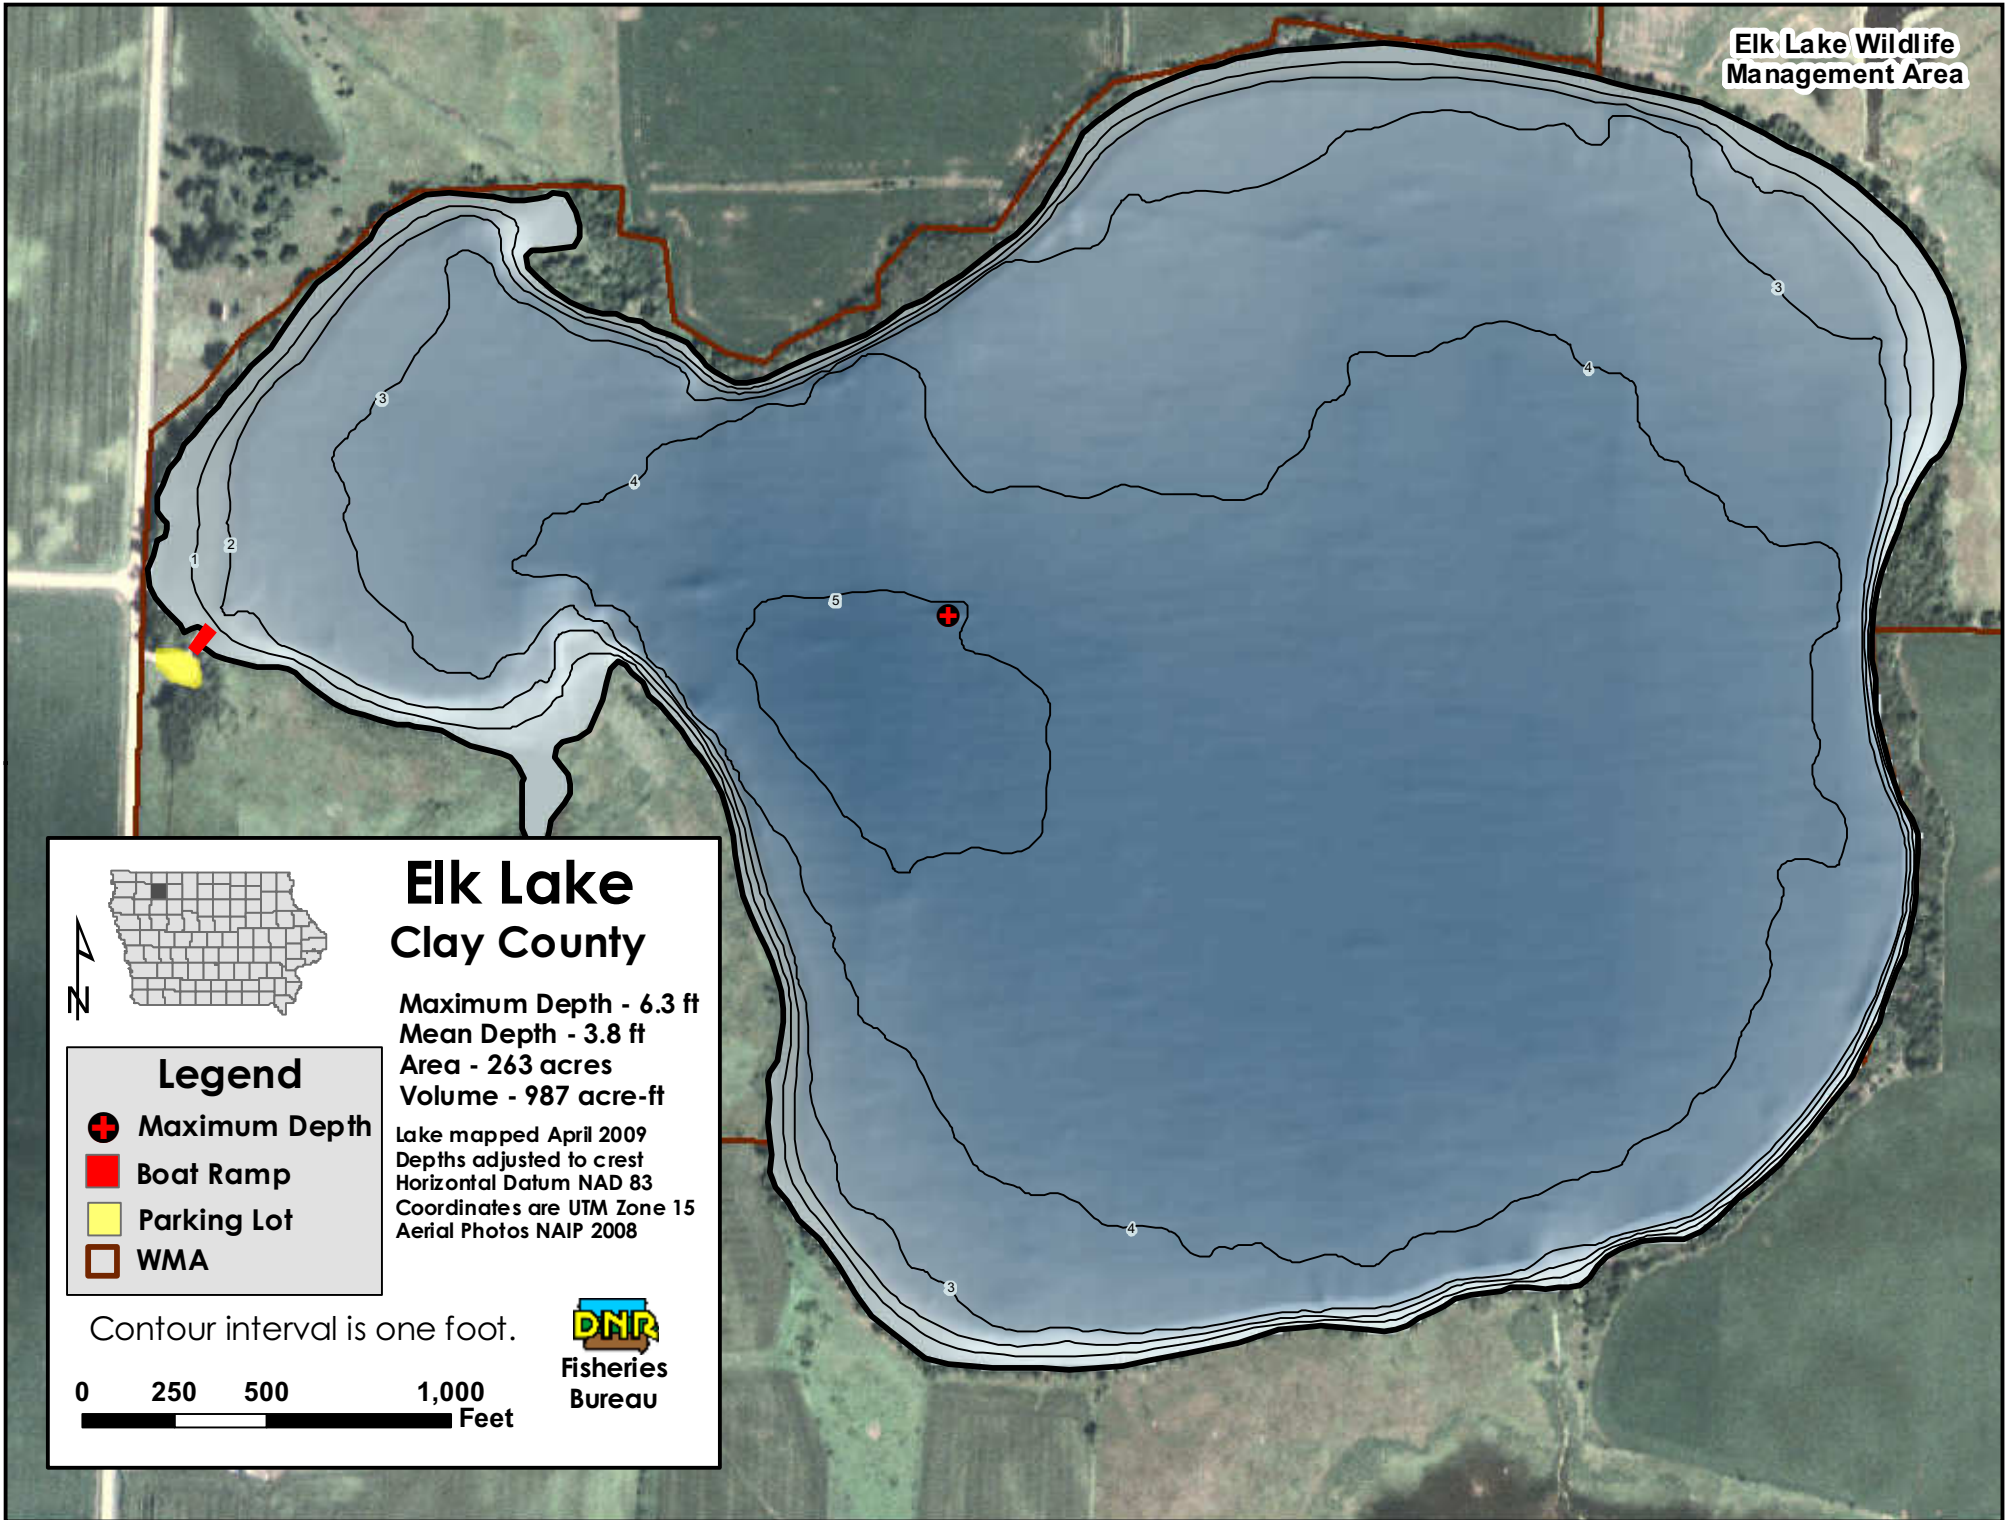 Elk Lake Wildlife
Management Area
3
4
3
4
2
1
5
4
3
Elk Lake
Clay County
N
Maximum Depth - 6.3 ft
Mean Depth - 3.8 ft
Area - 263 acres
Volume - 987 acre-ft
Lake mapped April 2009
Depths adjusted to crest
Horizontal Datum NAD 83
Coordinates are UTM Zone 15
Aerial Photos NAIP 2008
Legend
Maximum Depth
Boat Ramp
Parking Lot
WMA
Contour interval is one foot.
DNR
Fisheries
Bureau
0 250 500 1,000
Feet